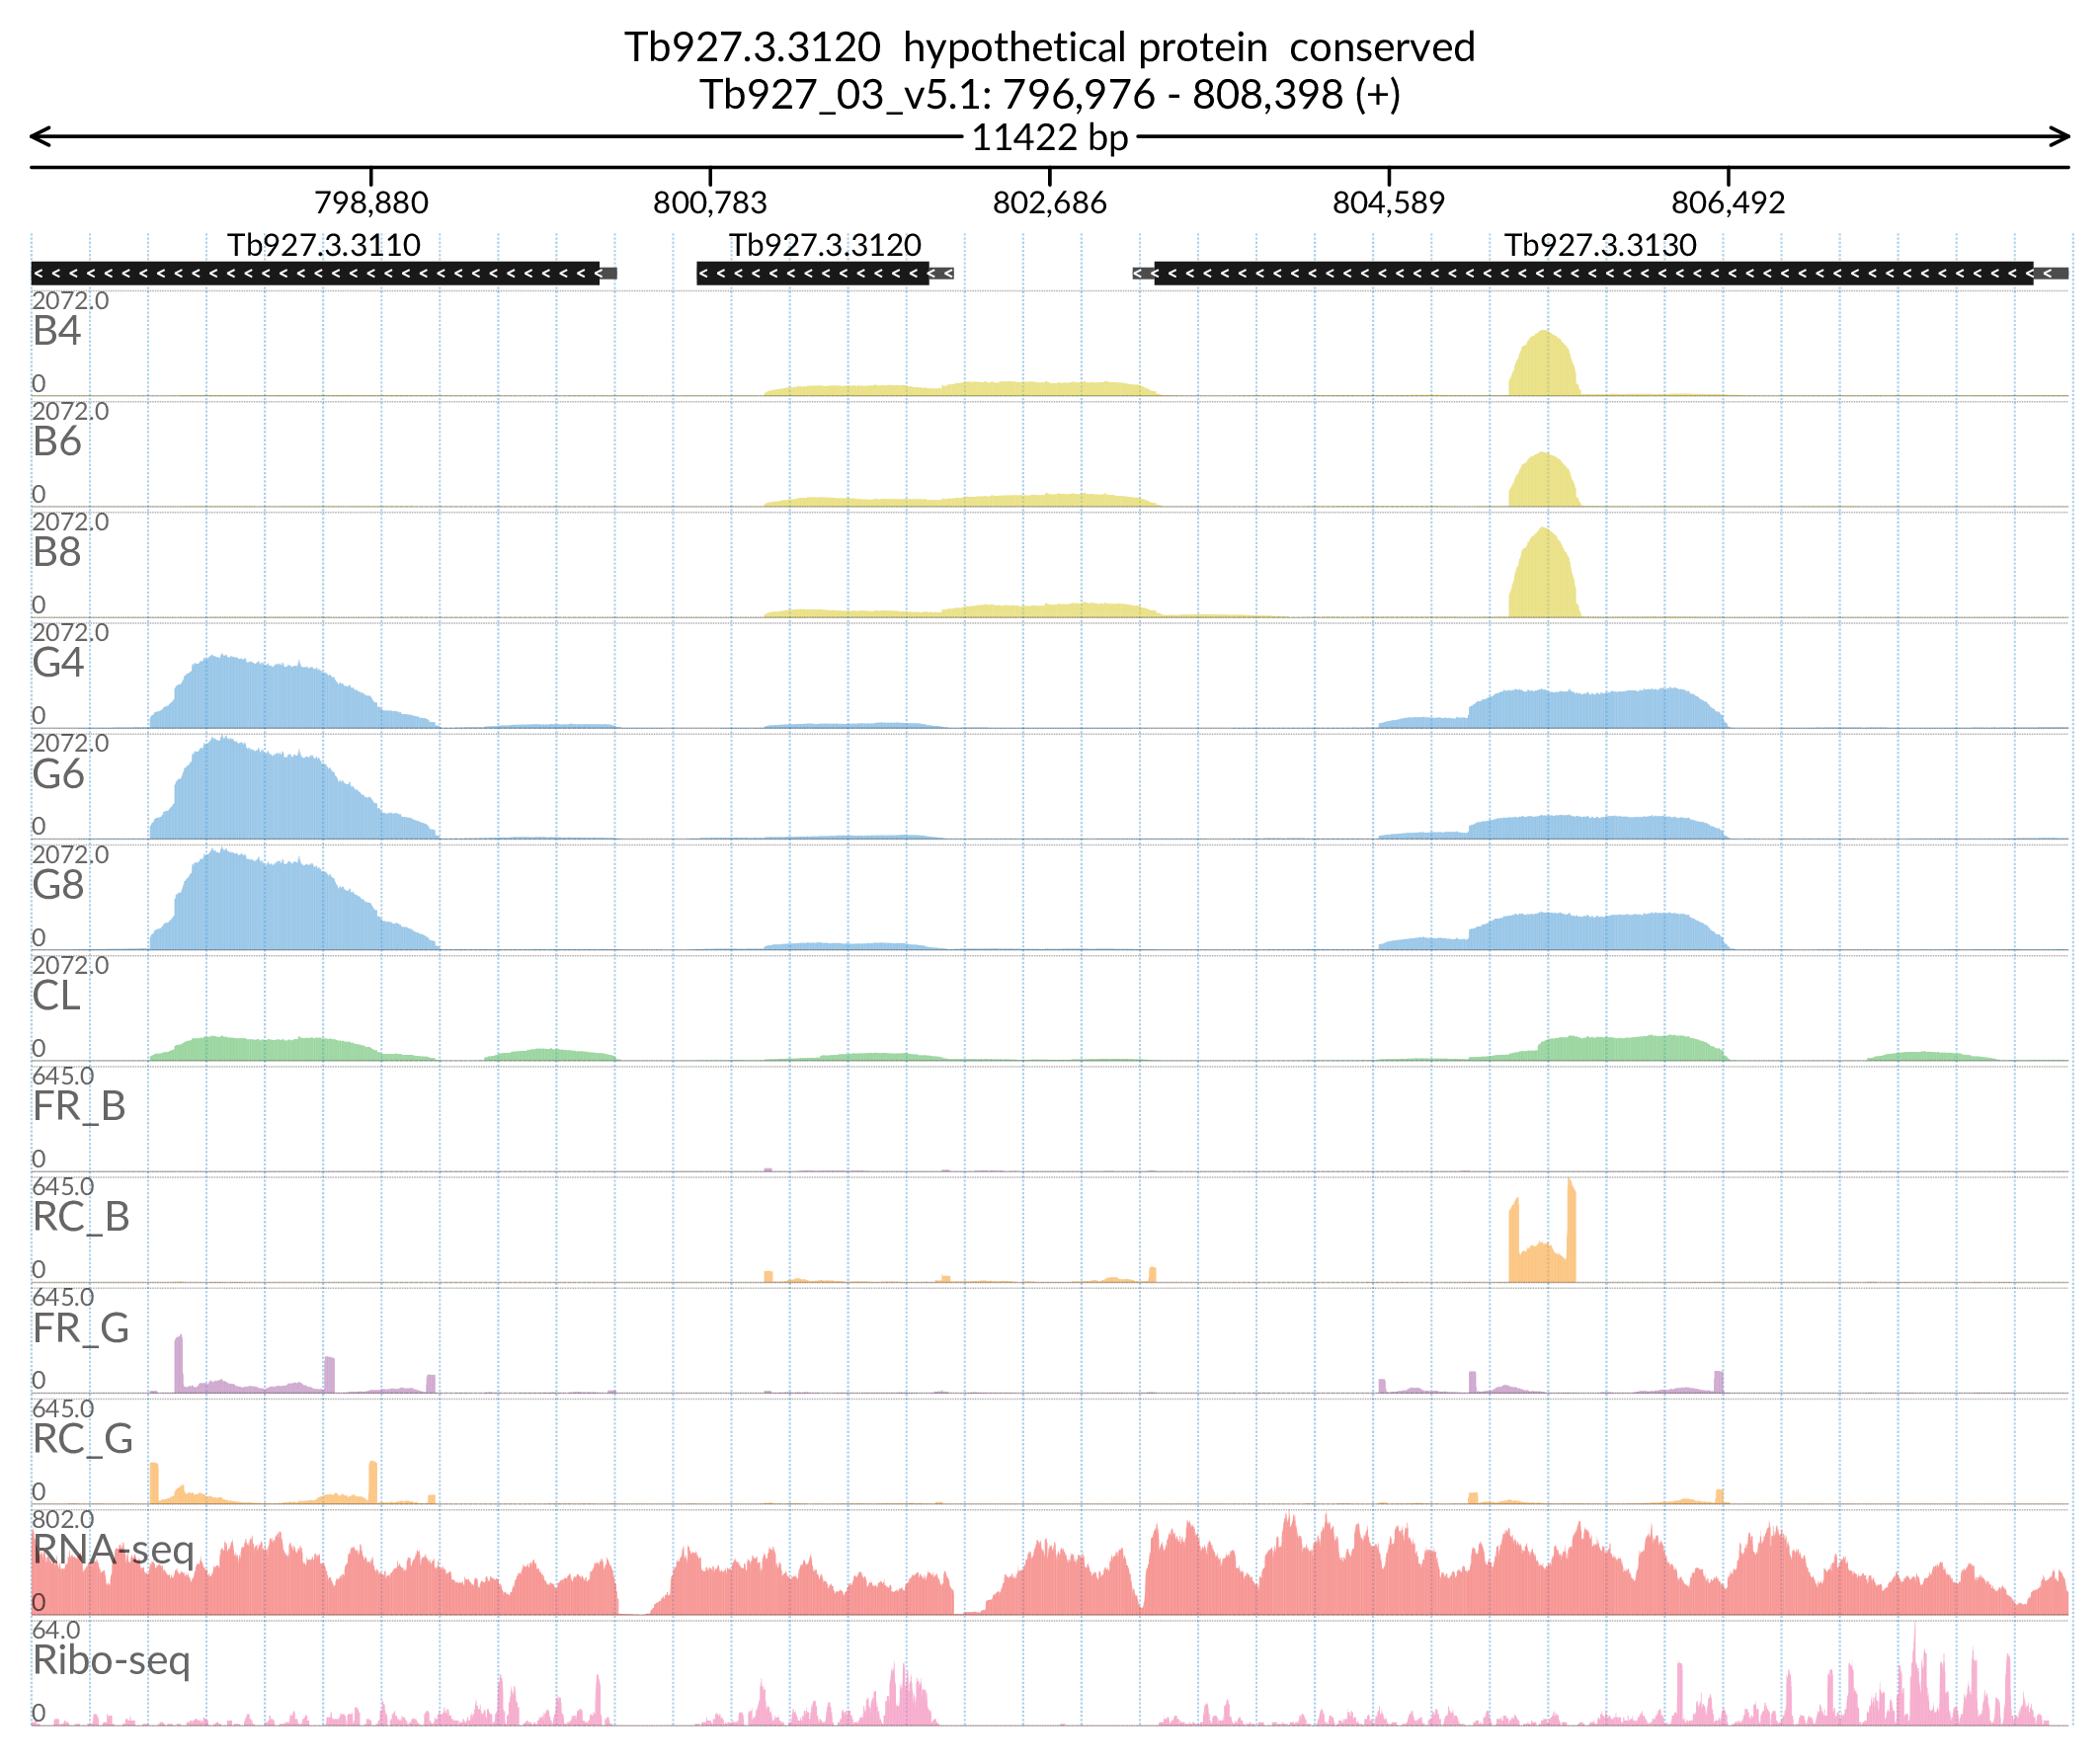 Tb927.3.3120  hypothetical protein  conserved
Tb927_03_v5.1: 796,976 - 808,398 (+)
11422 bp
798,880 800,783 802,686 804,589 806,492
Tb927.3.3110 Tb927.3.3120 Tb927.3.3130
2072.0
B4
0
2072.0
B6
0
2072.0
B8
0
2072.0
G4
0
2072.0
G6
0
2072.0
G8
0
2072.0
CL
0
645.0
FR_B
0
645.0
RC_B
0
645.0
FR_G
0
645.0
RC_G
0
802.0
RNA-seq
0
64.0
Ribo-seq
0